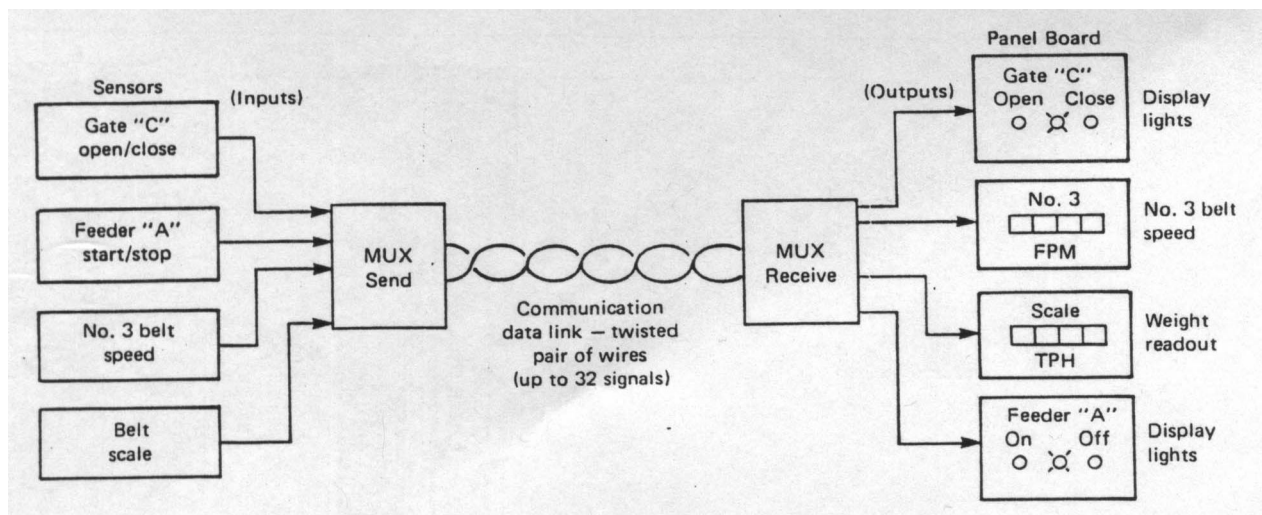 Sensors
(Inputs)
Gate "C"
open/close
Feeder "A"
start/stop
No. 3 belt
speed
Belt
scale
MUX
Send
Communication
data link — twisted
pair of wires
(up to 32 signals)
MUX
Receive
(Outputs)
Panel Board
Gate "C"
Open Close
Display
lights
No. 3
FPM
No. 3 belt
speed
Scale
TPH
Weight
readout
Feeder "A"
On Off
Display
lights